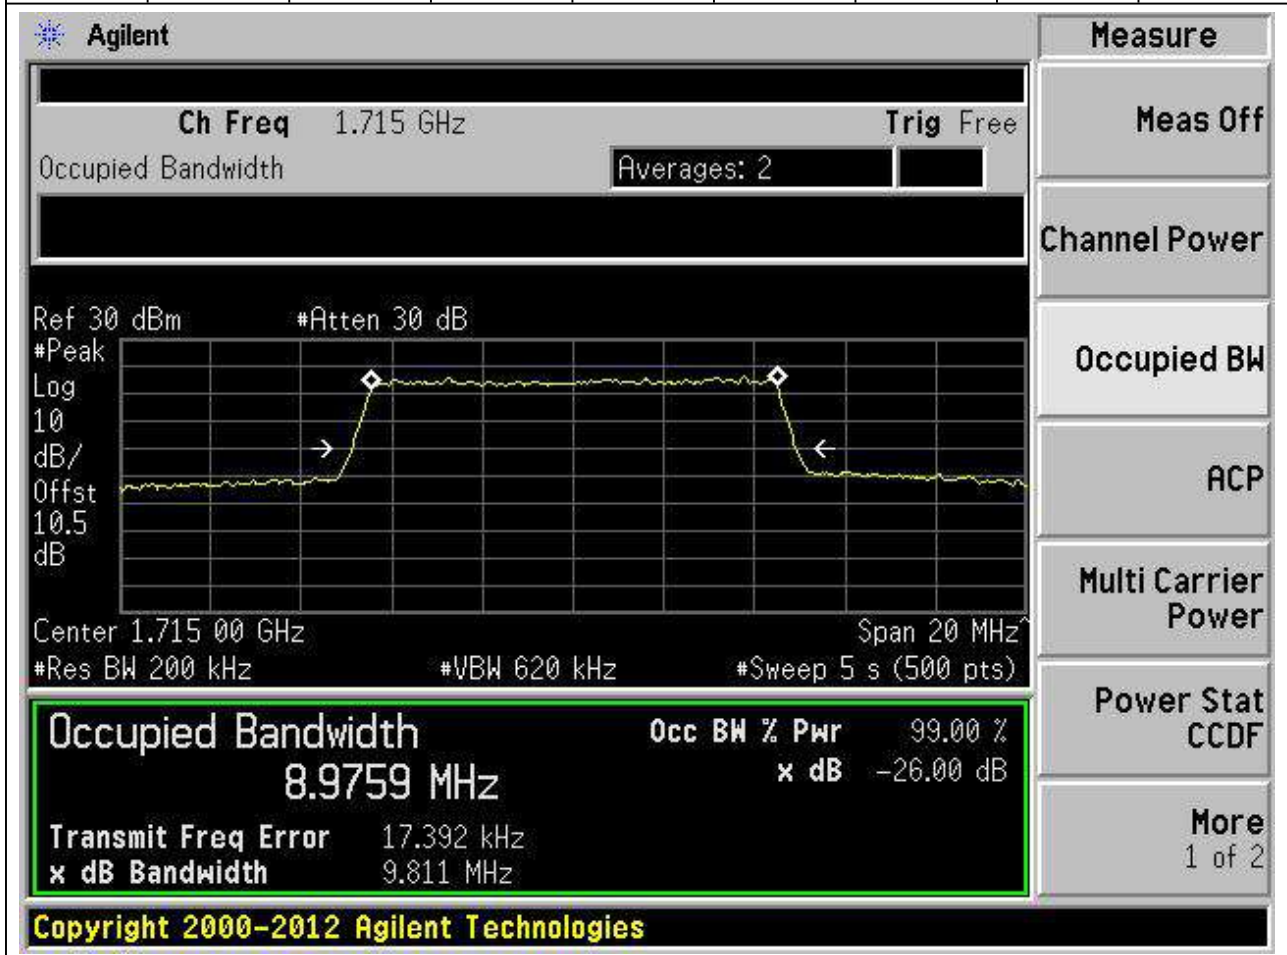 Agilent
Measure
Ch Freq 1.715 GHz Trig Free
Occupied Bandwidth Averages: 2
Ref 30 dBm #Atten 30 dB
#Peak
Log
10
dB/
Offst
10.5
dB
Center 1.715 00 GHz Span 20 MHz^
#Res BW 200 kHz #VBW 620 kHz #Sweep 5 s (500 pts)
Occupied Bandwidth Occ BW % Pwr 99.00 %
8.9759 MHz x dB -26.00 dB
Transmit Freq Error 17.392 kHz
x dB Bandwidth 9.811 MHz
Meas Off
Channel Power
Occupied BW
ACP
Multi Carrier
Power
Power Stat
CCDF
More
1 of 2
Copyright 2000-2012 Agilent Technologies